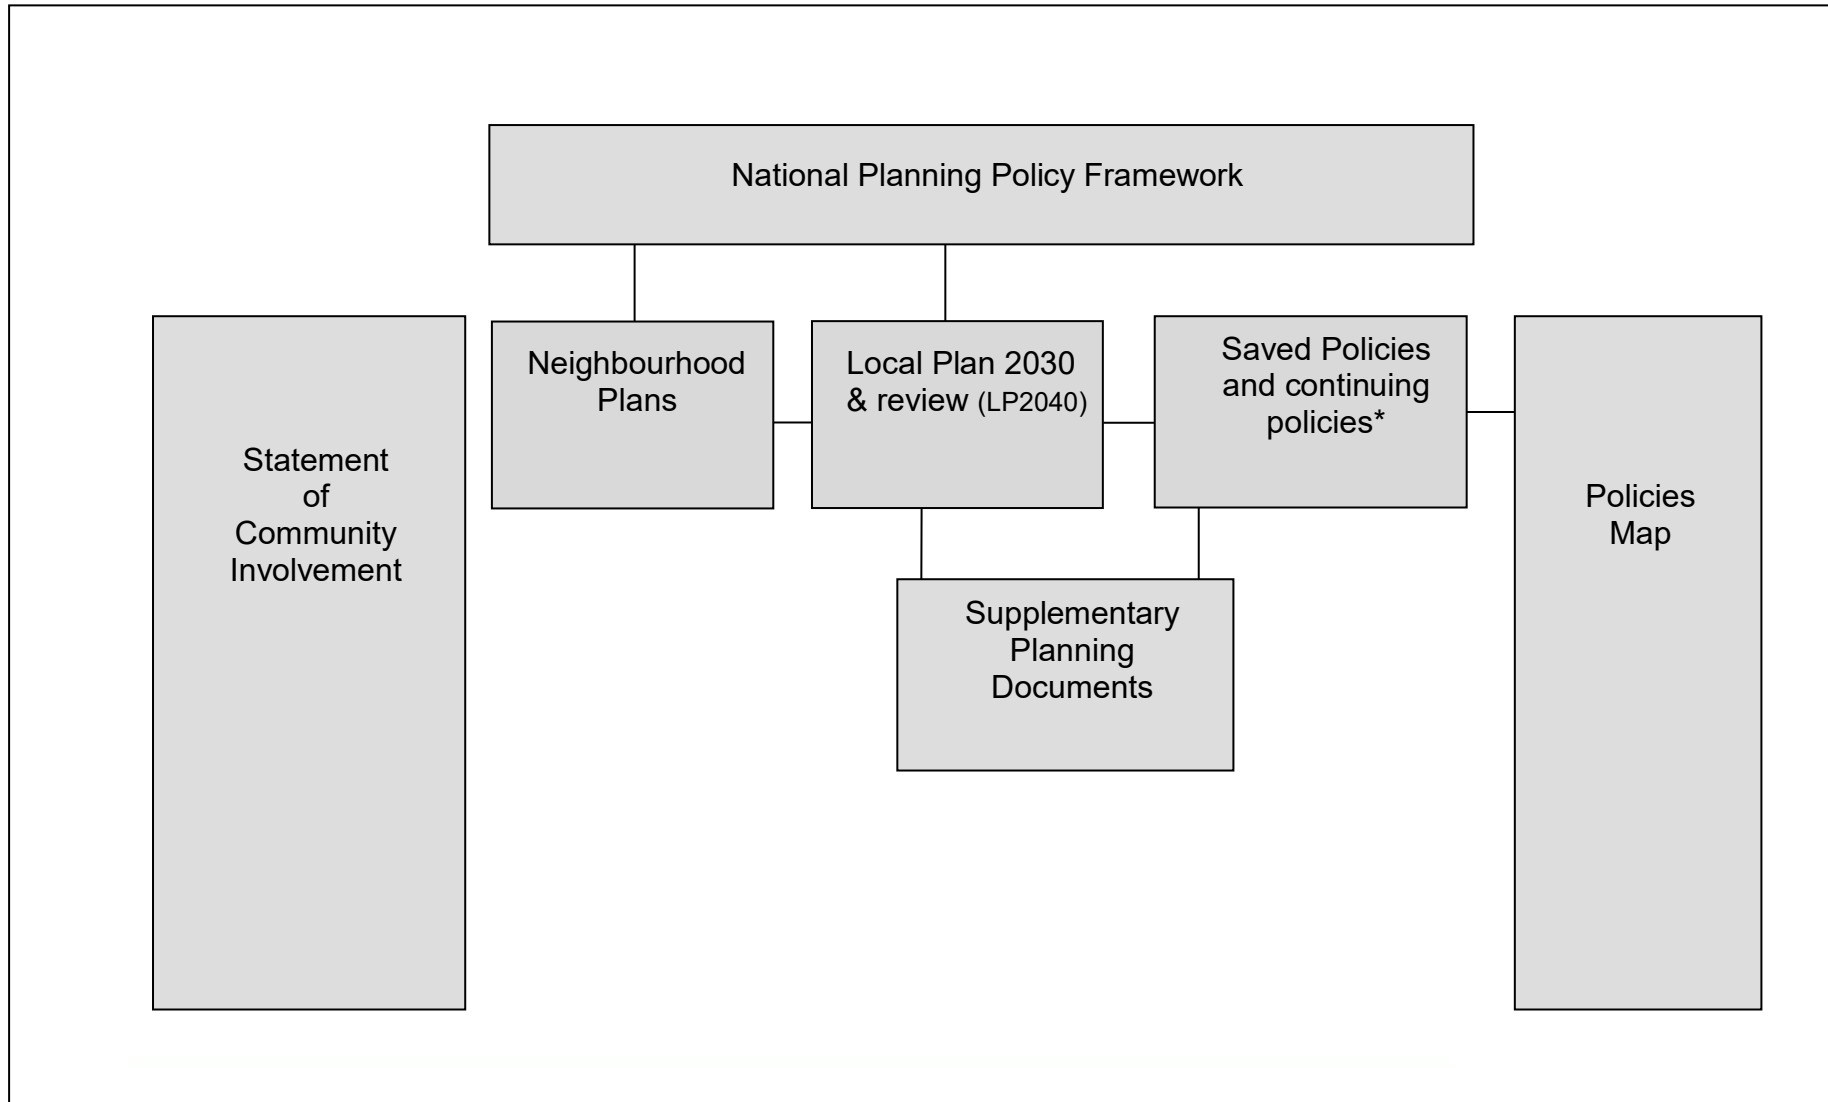 National Planning Policy Framework
Statement
of
Community
Involvement
Neighbourhood
Plans
Local Plan 2030
& review (LP2040)
Saved Policies
and continuing
policies*
Policies
Map
Supplementary
Planning
Documents